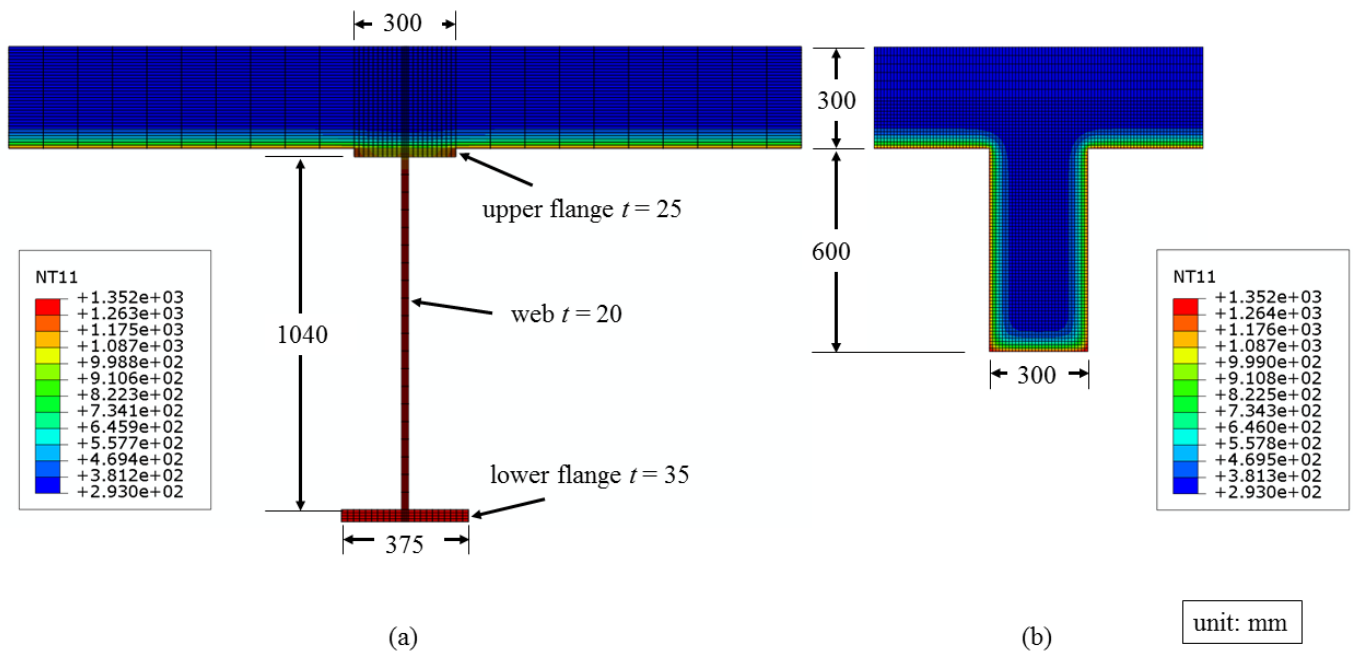 300
300
upper flange t = 25
600
NT11
+1.352e+03
+1.263e+03
+1.175e+03
+1.087e+03
+9.988e+02
+9.106e+02
+8.223e+02
+7.341e+02
+6.459e+02
+5.577e+02
+4.694e+02
+3.812e+02
+2.930e+02
1040
web t = 20
NT11
+1.352e+03
+1.264e+03
+1.176e+03
+1.087e+03
+9.990e+02
+9.108e+02
+8.225e+02
+7.343e+02
+6.460e+02
+5.578e+02
+4.695e+02
+3.813e+02
+2.930e+02
300
lower flange t = 35
375
(a)
(b)
unit: mm